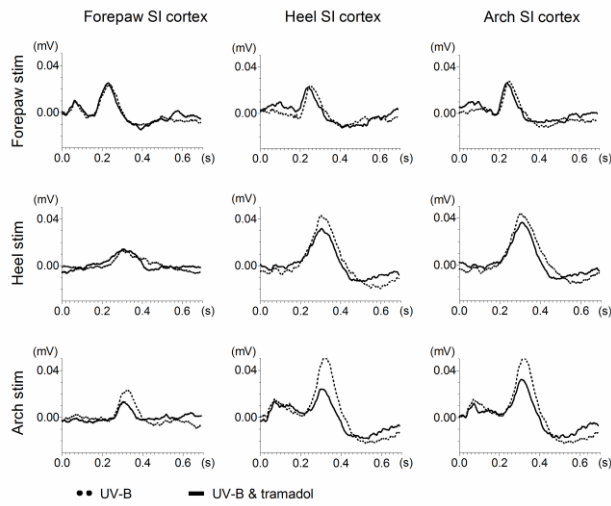 Forepaw SI cortex Heel SI cortex Arch SI cortex
Forepaw stim
(mV) (mV) (mV)
0.04 0.04 0.04
0.00 0.00 0.00
0.0 0.2 0.4 0.6 (s) 0.0 0.2 0.4 0.6 (s) 0.0 0.2 0.4 0.6 (s)
Heel stim
(mV) (mV) (mV)
0.04 0.04 0.04
0.00 0.00 0.00
0.0 0.2 0.4 0.6 (s) 0.0 0.2 0.4 0.6 (s) 0.0 0.2 0.4 0.6 (s)
Arch stim
(mV) (mV) (mV)
0.04 0.04 0.04
0.00 0.00 0.00
0.0 0.2 0.4 0.6 (s) 0.0 0.2 0.4 0.6 (s) 0.0 0.2 0.4 0.6 (s)
UV-B UV-B & tramadol